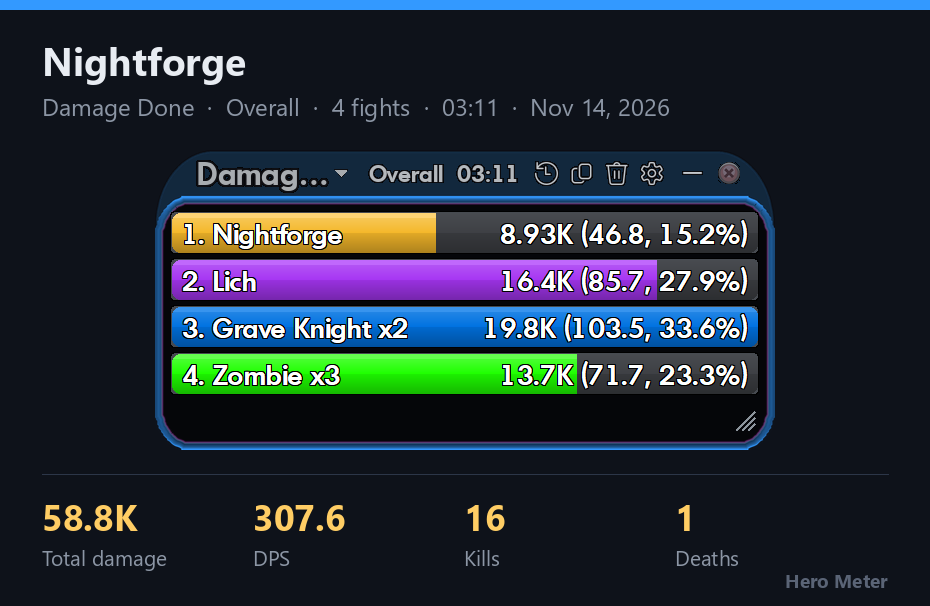 Nightforge
Damage Done · Overall · 4 fights · 03:11 · Nov 14, 2026
Damag... Overall 03:11
1. Nightforge 8.93K (46.8, 15.2%)
2. Lich 16.4K (85.7, 27.9%)
3. Grave Knight x2 19.8K (103.5, 33.6%)
4. Zombie x3 13.7K (71.7, 23.3%)
58.8K 307.6 16 1
Total damage DPS Kills Deaths
Hero Meter